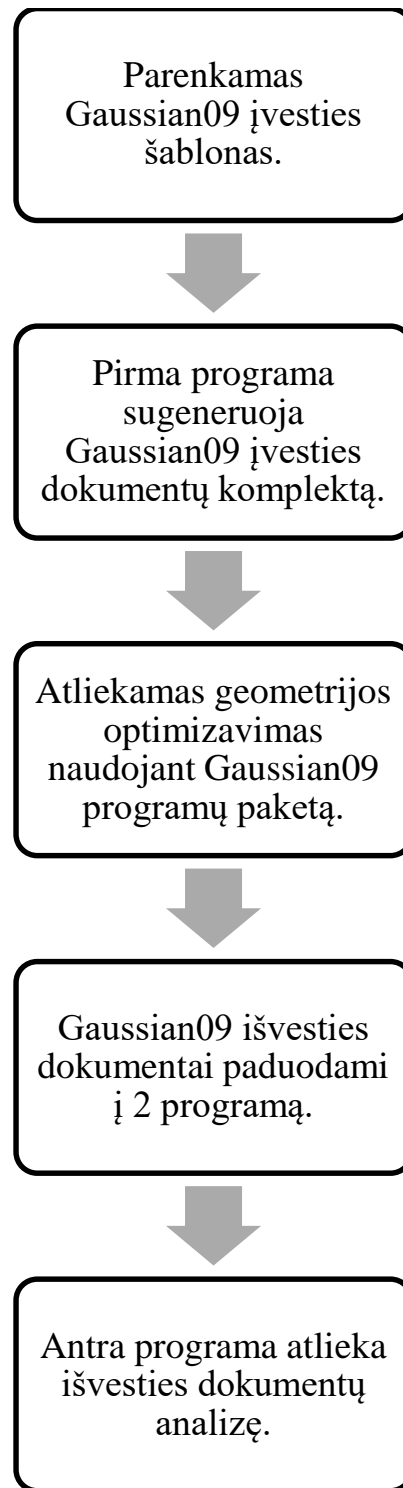 Parenkamas
Gaussian09 įvesties
šablonas.
Pirma programa
sugeneruoja
Gaussian09 įvesties
dokumentų komplektą.
Atliekamas geometrijos
optimizavimas
naudojant Gaussian09
programų paketą.
Gaussian09 išvesties
dokumentai paduodami
į 2 programą.
Antra programa atlieka
išvesties dokumentų
analizę.